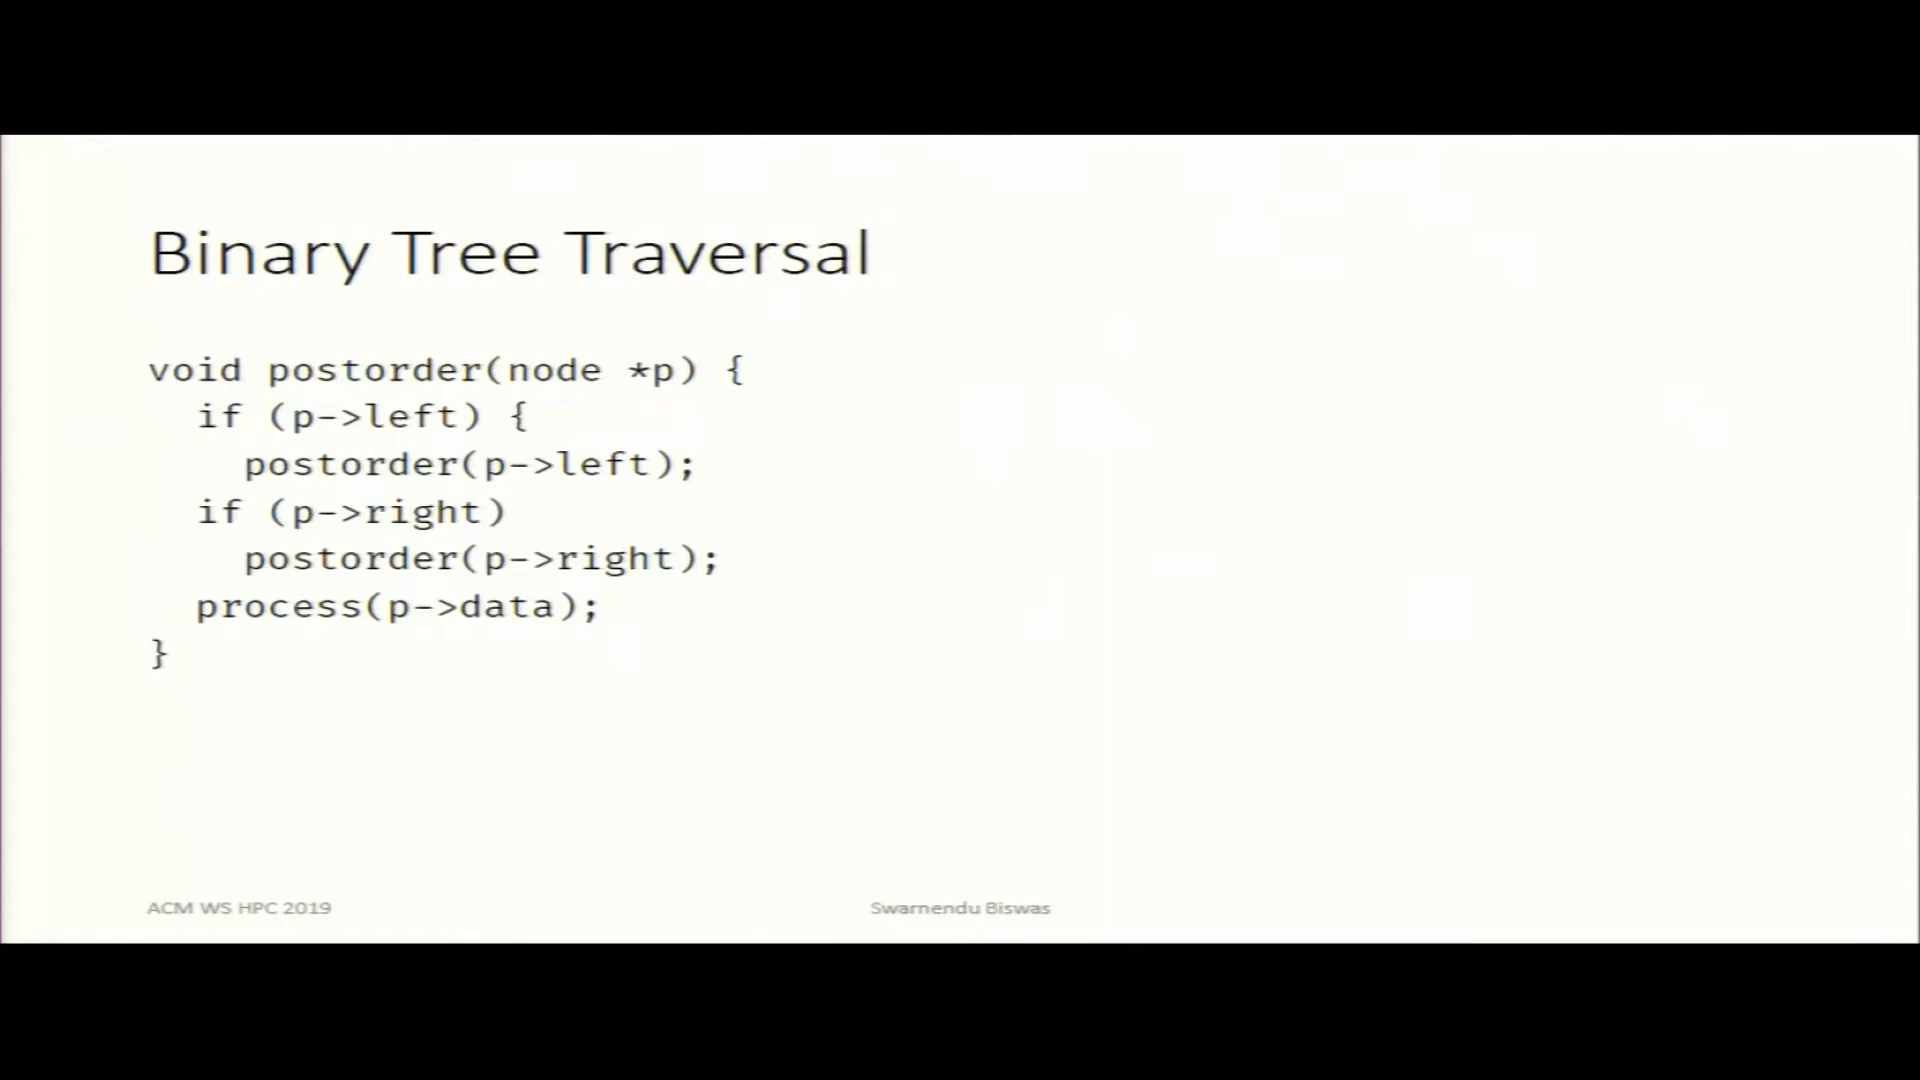 Binary Tree Traversal
void postorder(node *p) {
  if (p->left) {
    postorder(p->left);
  if (p->right)
    postorder(p->right);
  process(p->data);
}
ACM WS HPC 2019
Swarnendu Biswas